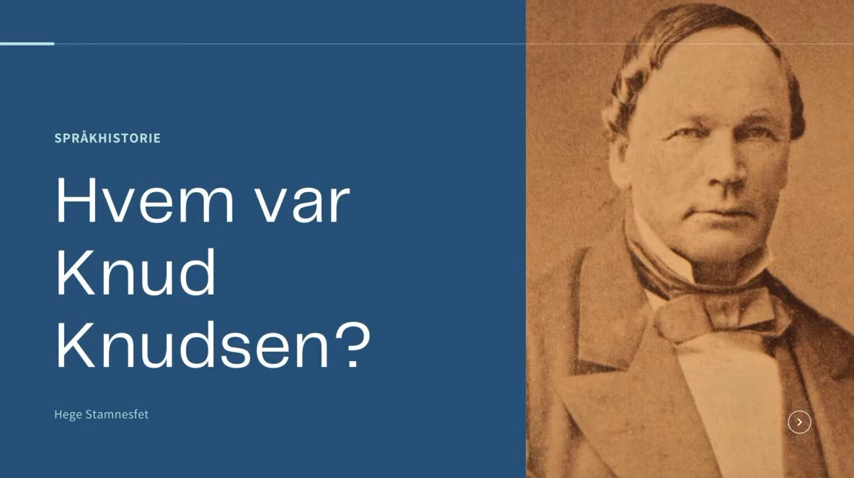 SPRÅKHISTORIE
Hvem var
Knud
Knudsen?
Hege Stamnesfet